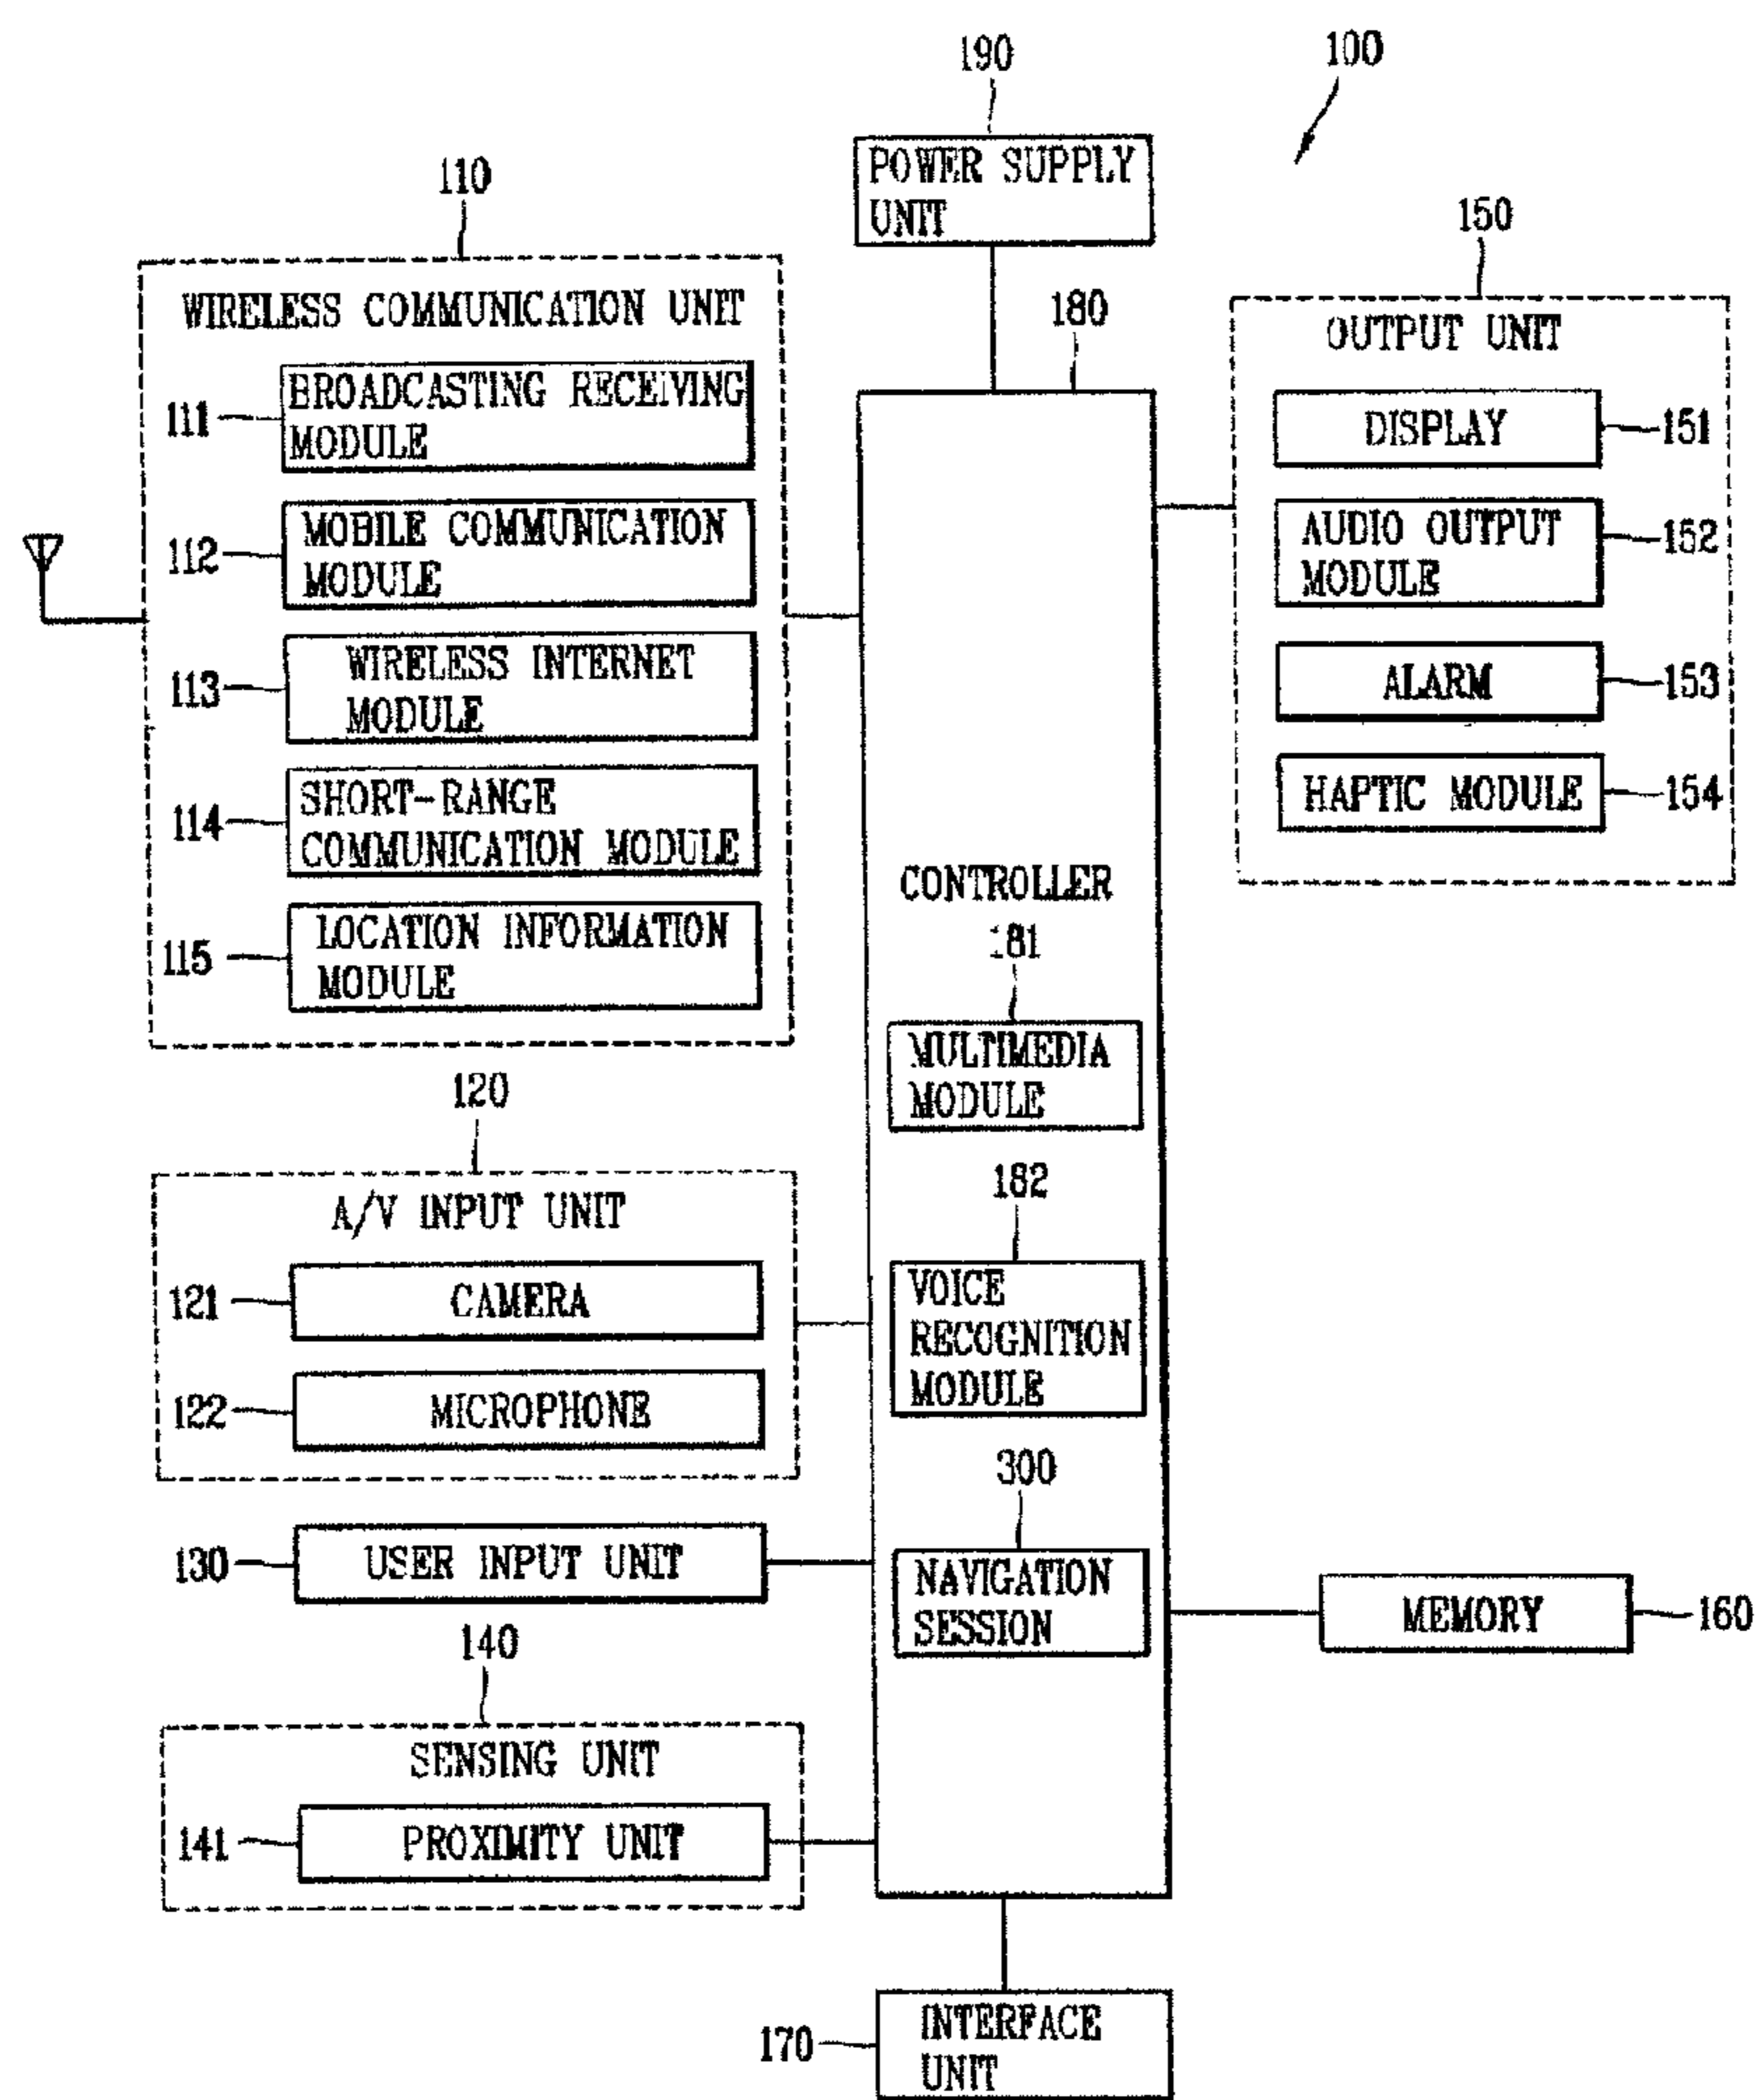 190
100
POWER SUPPLY
UNIT
110
WIRELESS COMMUNICATION UNIT
111
BROADCASTING RECEIVING
MODULE
112
MOBILE COMMUNICATION
MODULE
113
WIRELESS INTERNET
MODULE
114
SHORT-RANGE
COMMUNICATION MODULE
115
LOCATION INFORMATION
MODULE
120
A/V INPUT UNIT
121
CAMERA
122
MICROPHONE
130
USER INPUT UNIT
140
SENSING UNIT
141
PROXIMITY UNIT
180
CONTROLLER
181
MULTIMEDIA
MODULE
182
VOICE
RECOGNITION
MODULE
300
NAVIGATION
SESSION
150
OUTPUT UNIT
DISPLAY
151
AUDIO OUTPUT
MODULE
152
ALARM
153
HAPTIC MODULE
154
MEMORY
160
170
INTERFACE
UNIT